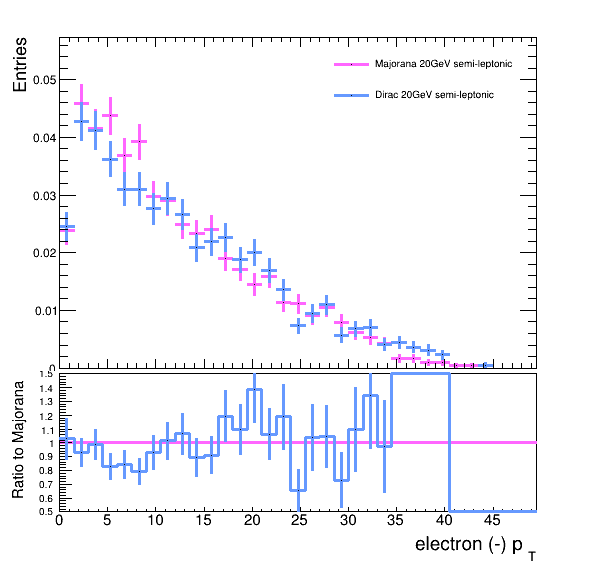 Entries
0.05
0.04
0.03
0.02
0.01
0
Majorana 20GeV semi-leptonic
Dirac 20GeV semi-leptonic
Ratio to Majorana
1.5
1.4
1.3
1.2
1.1
1
0.9
0.8
0.7
0.6
0.5
0 5 10 15 20 25 30 35 40 45
electron (-) p
T